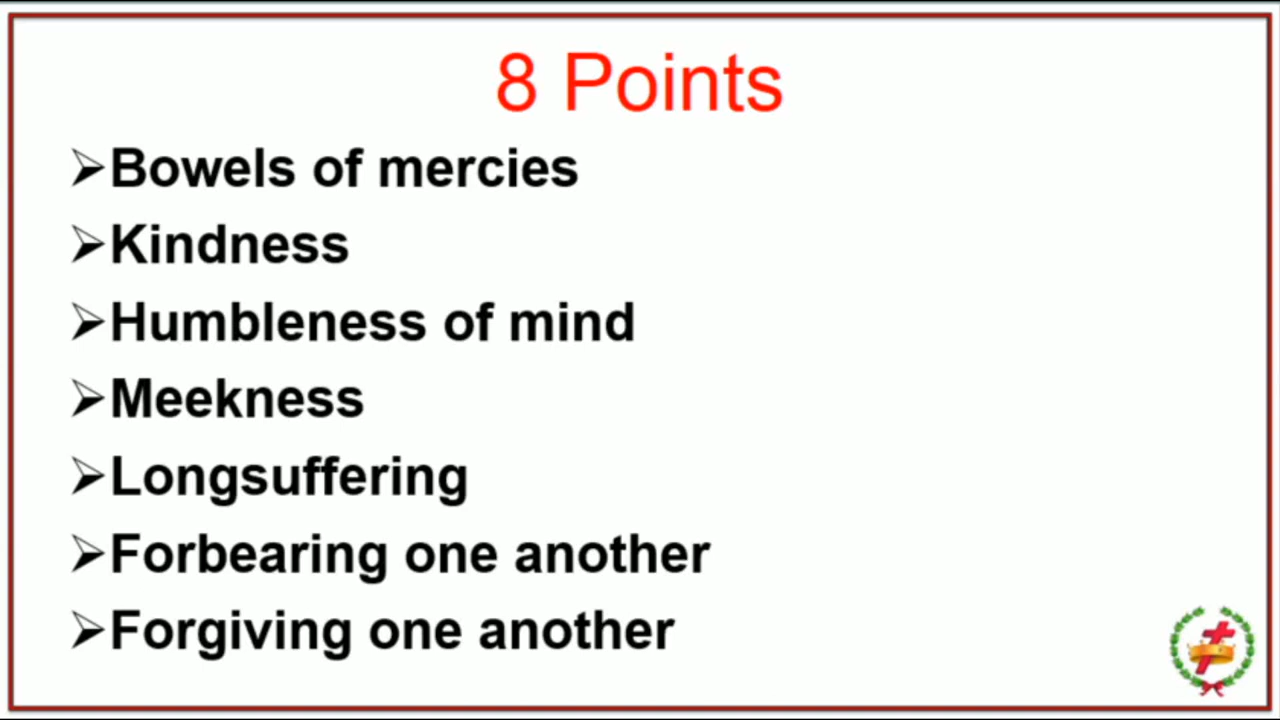 8 Points
➢Bowels of mercies
➢Kindness
➢Humbleness of mind
➢Meekness
➢Longsuffering
➢Forbearing one another
➢Forgiving one another